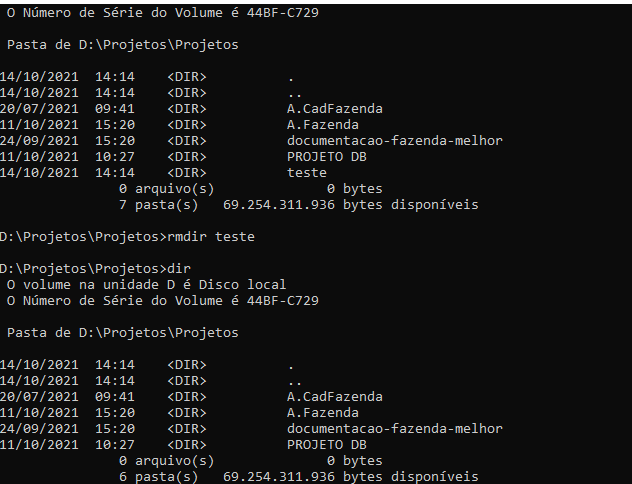 O Número de Série do Volume é 44BF-C729
Pasta de D:\Projetos\Projetos
14/10/2021  14:14    <DIR>          .
14/10/2021  14:14    <DIR>          ..
20/07/2021  09:41    <DIR>          A.CadFazenda
11/10/2021  15:20    <DIR>          A.Fazenda
24/09/2021  15:20    <DIR>          documentacao-fazenda-melhor
11/10/2021  10:27    <DIR>          PROJETO DB
14/10/2021  14:14    <DIR>          teste
0 arquivo(s)              0 bytes
7 pasta(s)   69.254.311.936 bytes disponíveis
D:\Projetos\Projetos>rmdir teste
D:\Projetos\Projetos>dir
O volume na unidade D é Disco local
O Número de Série do Volume é 44BF-C729
Pasta de D:\Projetos\Projetos
14/10/2021  14:14    <DIR>          .
14/10/2021  14:14    <DIR>          ..
20/07/2021  09:41    <DIR>          A.CadFazenda
11/10/2021  15:20    <DIR>          A.Fazenda
24/09/2021  15:20    <DIR>          documentacao-fazenda-melhor
11/10/2021  10:27    <DIR>          PROJETO DB
0 arquivo(s)              0 bytes
6 pasta(s)   69.254.311.936 bytes disponíveis